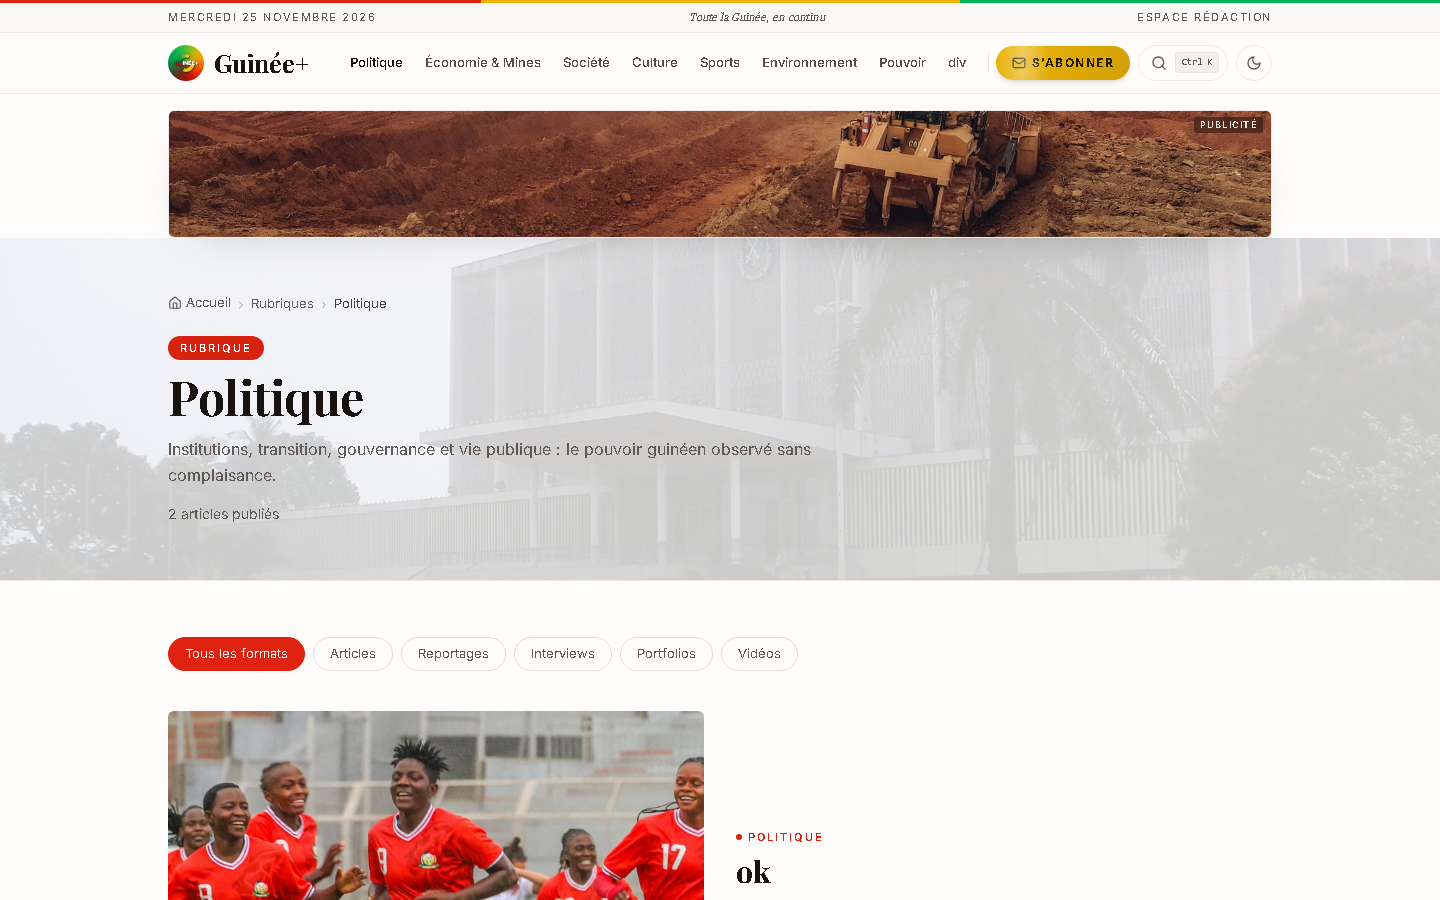 MERCREDI 25 NOVEMBRE 2026
Toute la Guinée, en continu
ESPACE RÉDACTION
Guinée+
Politique
Économie & Mines
Société
Culture
Sports
Environnement
Pouvoir
div
S'ABONNER
Ctrl K
PUBLICITÉ
Accueil › Rubriques › Politique
RUBRIQUE
Politique
Institutions, transition, gouvernance et vie publique : le pouvoir guinéen observé sans
complaisance.
2 articles publiés
Tous les formats
Articles
Reportages
Interviews
Portfolios
Vidéos
17
POLITIQUE
ok